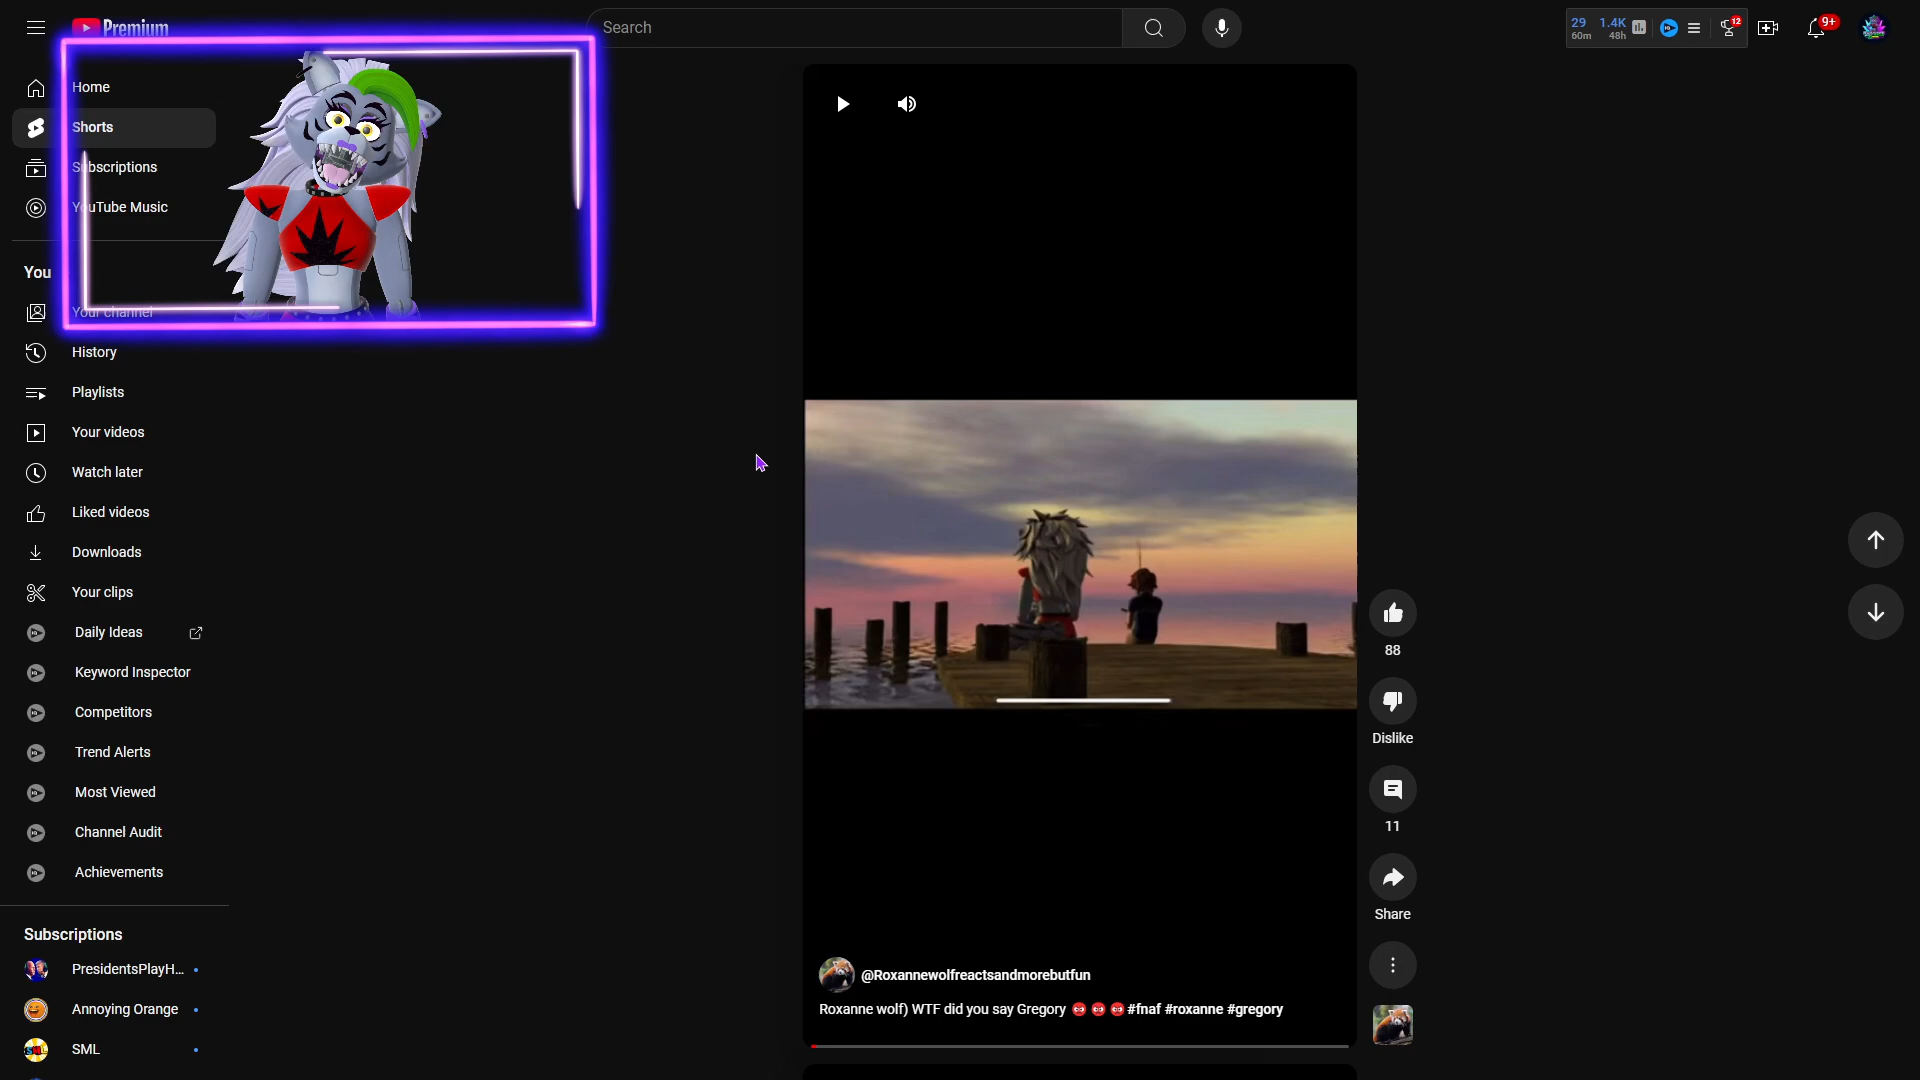 Premium
Search
29 1.4K
60m 48h
12
9+
Home
Shorts
Subscriptions
YouTube Music
You
Your channel
History
Playlists
Your videos
Watch later
Liked videos
Downloads
Your clips
Daily Ideas
Keyword Inspector
Competitors
Trend Alerts
Most Viewed
Channel Audit
Achievements
Subscriptions
PresidentsPlayH...
Annoying Orange
SML
88
Dislike
11
Share
@Roxannewolfreactsandmorebutfun
Roxanne wolf) WTF did you say Gregory 😡😡😡#fnaf #roxanne #gregory